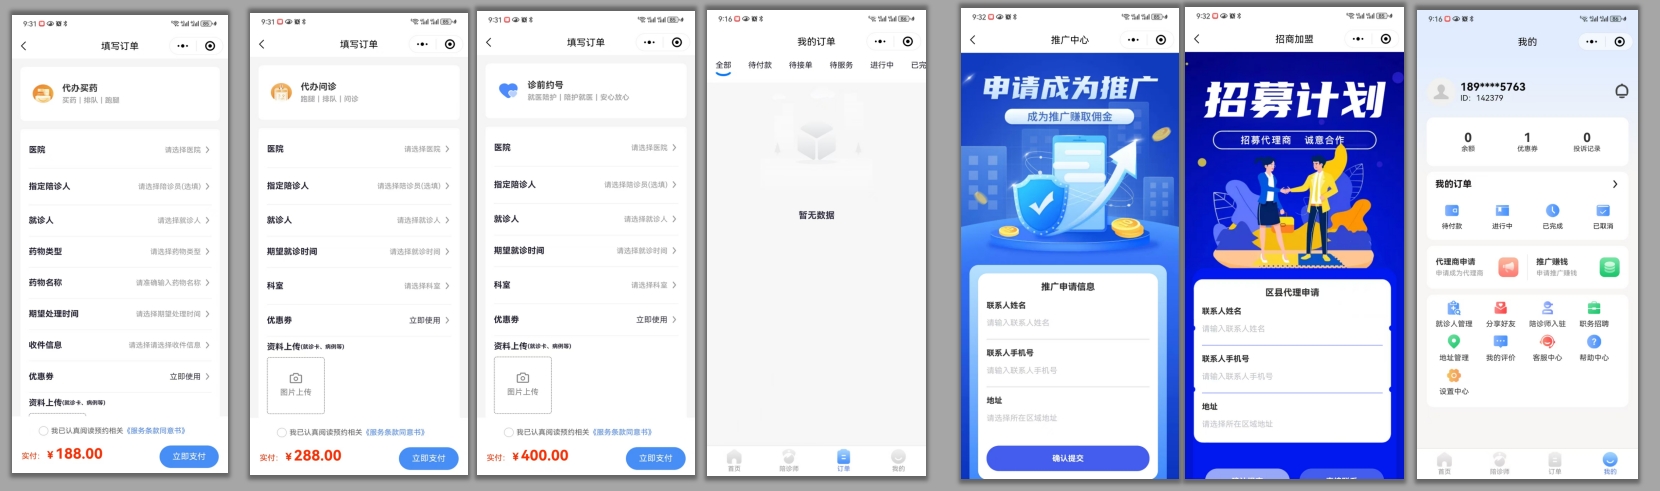 9:31
填写订单
代办买药
买药 | 排队 | 跑腿
医院
请选择医院
指定陪诊人
请选择陪诊员(选填)
就诊人
请选择就诊人
药物类型
请选择药物类型
药物名称
请准确输入药物名称
期望处理时间
请选择期望处理时间
收件信息
请选择请选择收件信息
优惠券
立即使用
资料上传(就诊卡、病例等)
我已认真阅读预约相关《服务条款同意书》
实付: ¥188.00
立即支付
9:31
填写订单
代办问诊
跑腿 | 排队 | 问诊
医院
请选择医院
指定陪诊人
请选择陪诊员(选填)
就诊人
请选择就诊人
期望就诊时间
请选择就诊时间
科室
请选择科室
优惠券
立即使用
资料上传(就诊卡、病例等)
图片上传
我已认真阅读预约相关《服务条款同意书》
实付: ¥288.00
立即支付
9:31
填写订单
诊前约号
就医陪护 | 陪护就医 | 安心放心
医院
请选择医院
指定陪诊人
请选择陪诊员(选填)
就诊人
请选择就诊人
期望就诊时间
请选择就诊时间
科室
请选择科室
优惠券
立即使用
资料上传(就诊卡、病例等)
图片上传
我已认真阅读预约相关《服务条款同意书》
实付: ¥400.00
立即支付
9:16
我的订单
全部 待付款 待接单 待服务 进行中 已完
暂无数据
首页 陪诊师 订单 我的
9:32
推广中心
申请成为推广
成为推广赚取佣金
推广申请信息
联系人姓名
请输入联系人姓名
联系人手机号
请输入联系人手机号
地址
请选择所在区域地址
确认提交
9:32
招商加盟
招募计划
招募代理商 诚意合作
区县代理申请
联系人姓名
请输入联系人姓名
联系人手机号
请输入联系人手机号
地址
请选择所在区域地址
9:16
我的
189****5763
ID: 142379
0 1 0
余额 优惠券 投诉记录
我的订单
待付款 进行中 已完成 已取消
代理商申请
申请成为代理商
推广赚钱
申请推广赚钱
就诊人管理 分享好友 陪诊师入驻 职务招聘
地址管理 我的评价 客服中心 帮助中心
设置中心
首页 陪诊师 订单 我的